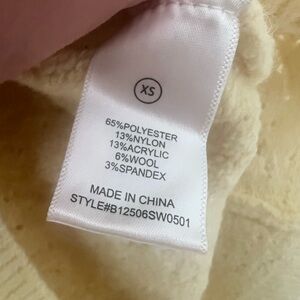 XS
65%POLYESTER
13%NYLON
13%ACRYLIC
6%WOOL
3%SPANDEX
MADE IN CHINA
STYLE#B12506SW0501